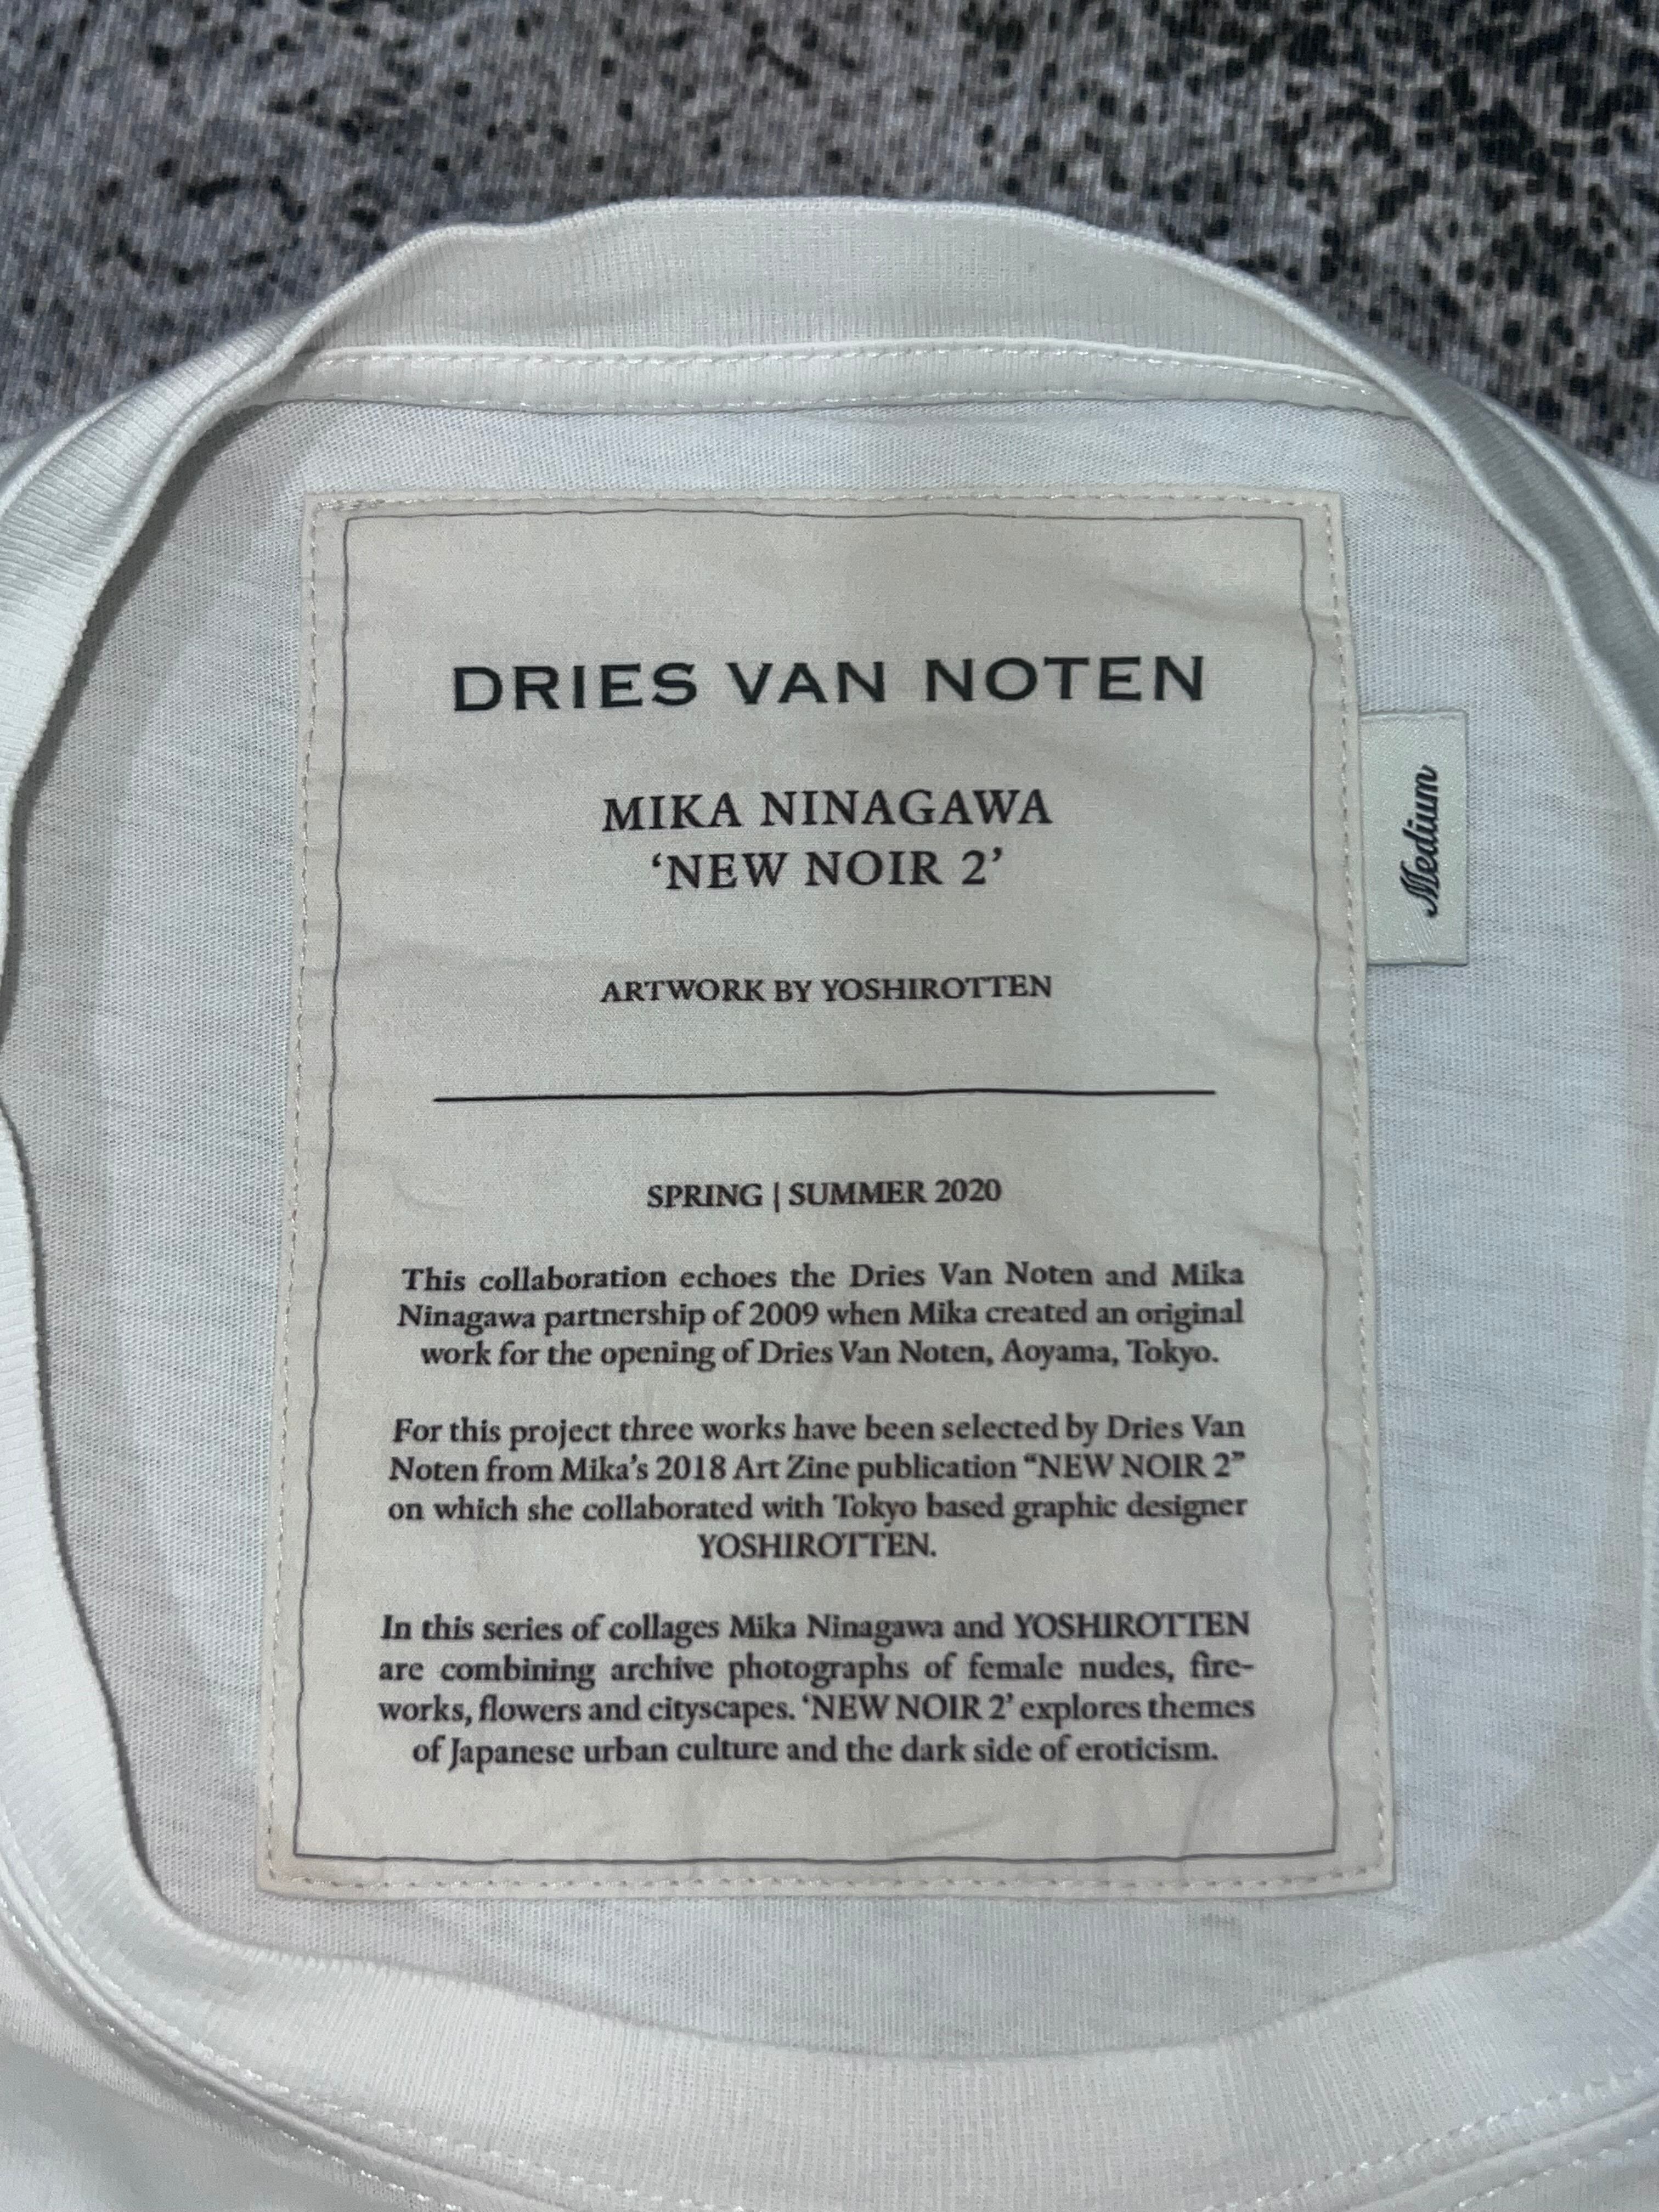 DRIES VAN NOTEN
MIKA NINAGAWA
‘NEW NOIR 2’
ARTWORK BY YOSHIROTTEN
Medium
SPRING | SUMMER 2020
This collaboration echoes the Dries Van Noten and Mika
Ninagawa partnership of 2009 when Mika created an original
work for the opening of Dries Van Noten, Aoyama, Tokyo.
For this project three works have been selected by Dries Van
Noten from Mika’s 2018 Art Zine publication “NEW NOIR 2”
on which she collaborated with Tokyo based graphic designer
YOSHIROTTEN.
In this series of collages Mika Ninagawa and YOSHIROTTEN
are combining archive photographs of female nudes, fire-
works, flowers and cityscapes. ‘NEW NOIR 2’ explores themes
of Japanese urban culture and the dark side of eroticism.